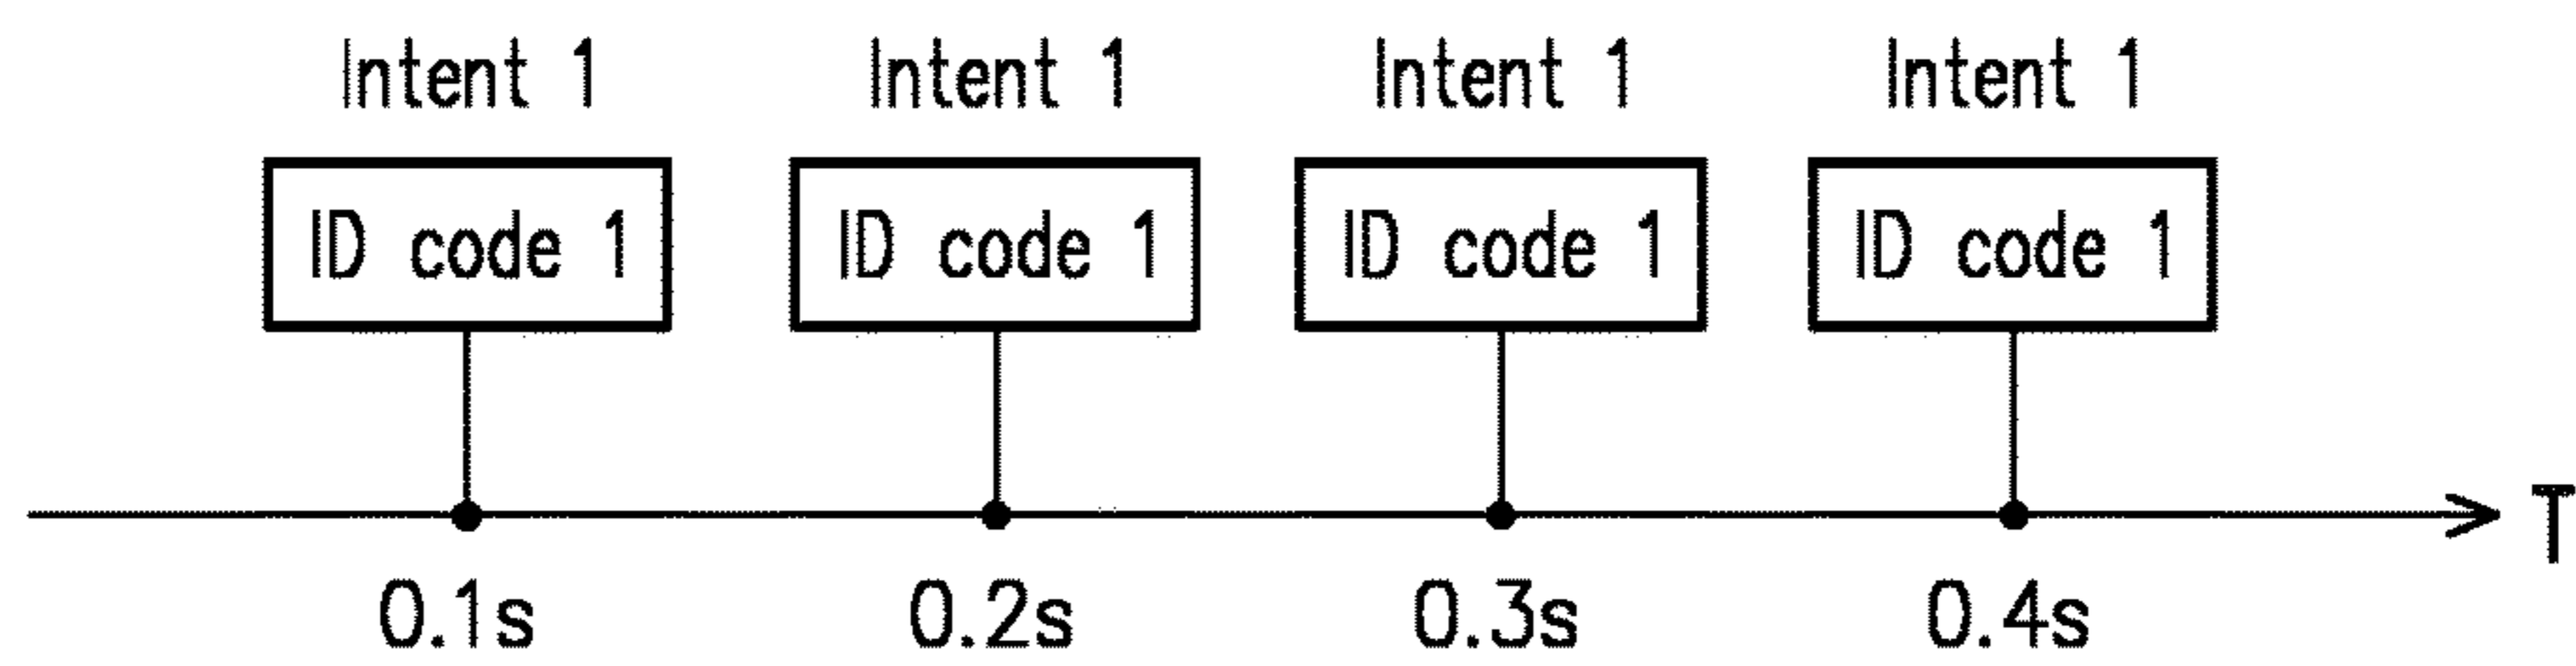 Intent 1 Intent 1 Intent 1 Intent 1
ID code 1 ID code 1 ID code 1 ID code 1
T
0.1s 0.2s 0.3s 0.4s